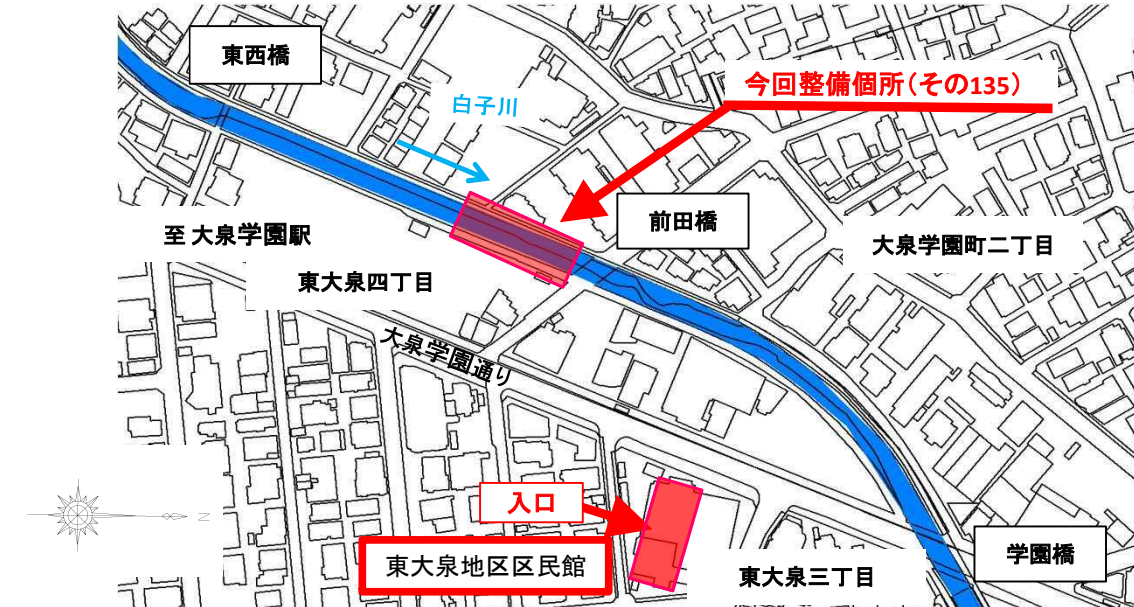 東西橋
今回整備個所(その135)
白子川
前田橋
至 大泉学園駅
大泉学園町二丁目
東大泉四丁目
大泉学園通り
入口
N
学園橋
東大泉地区区民館
東大泉三丁目